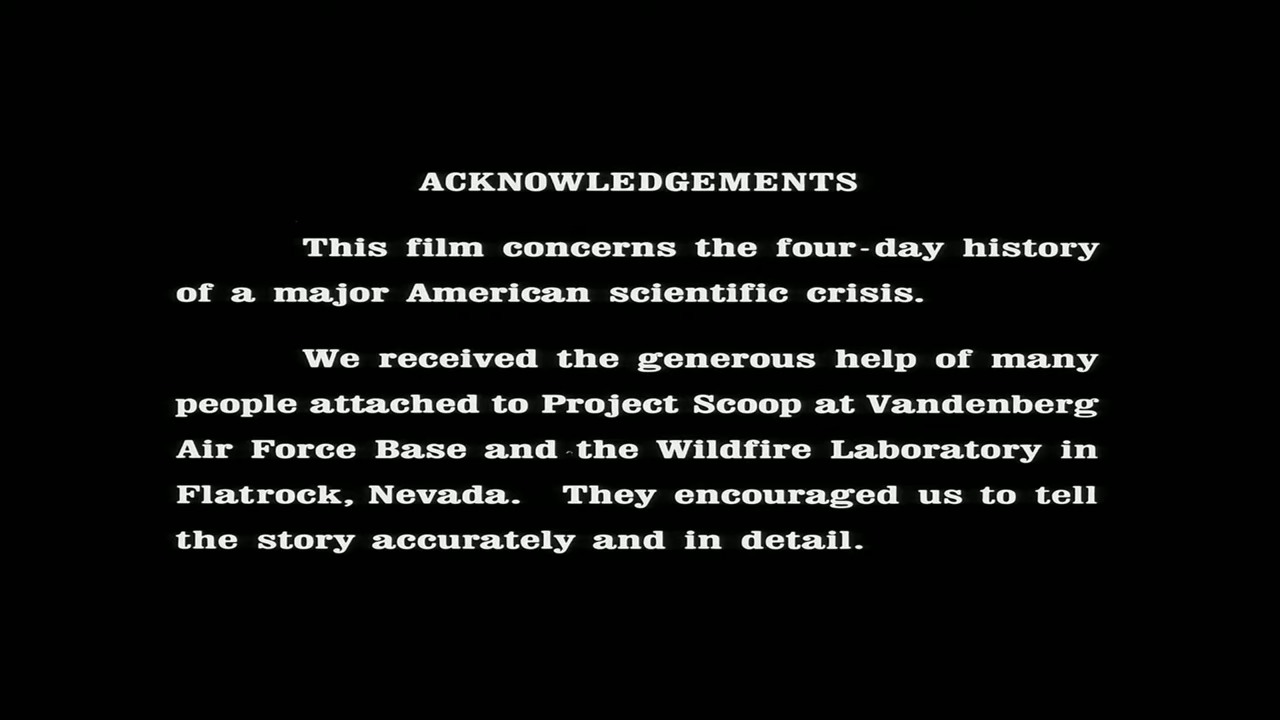 ACKNOWLEDGEMENTS
This film concerns the four-day history
of a major American scientific crisis.
We received the generous help of many
people attached to Project Scoop at Vandenberg
Air Force Base and the Wildfire Laboratory in
Flatrock, Nevada. They encouraged us to tell
the story accurately and in detail.